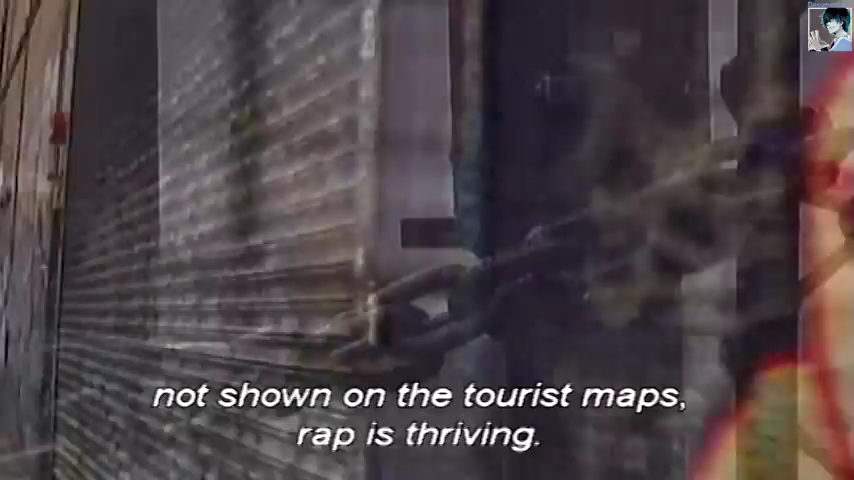 not shown on the tourist maps,
rap is thriving.